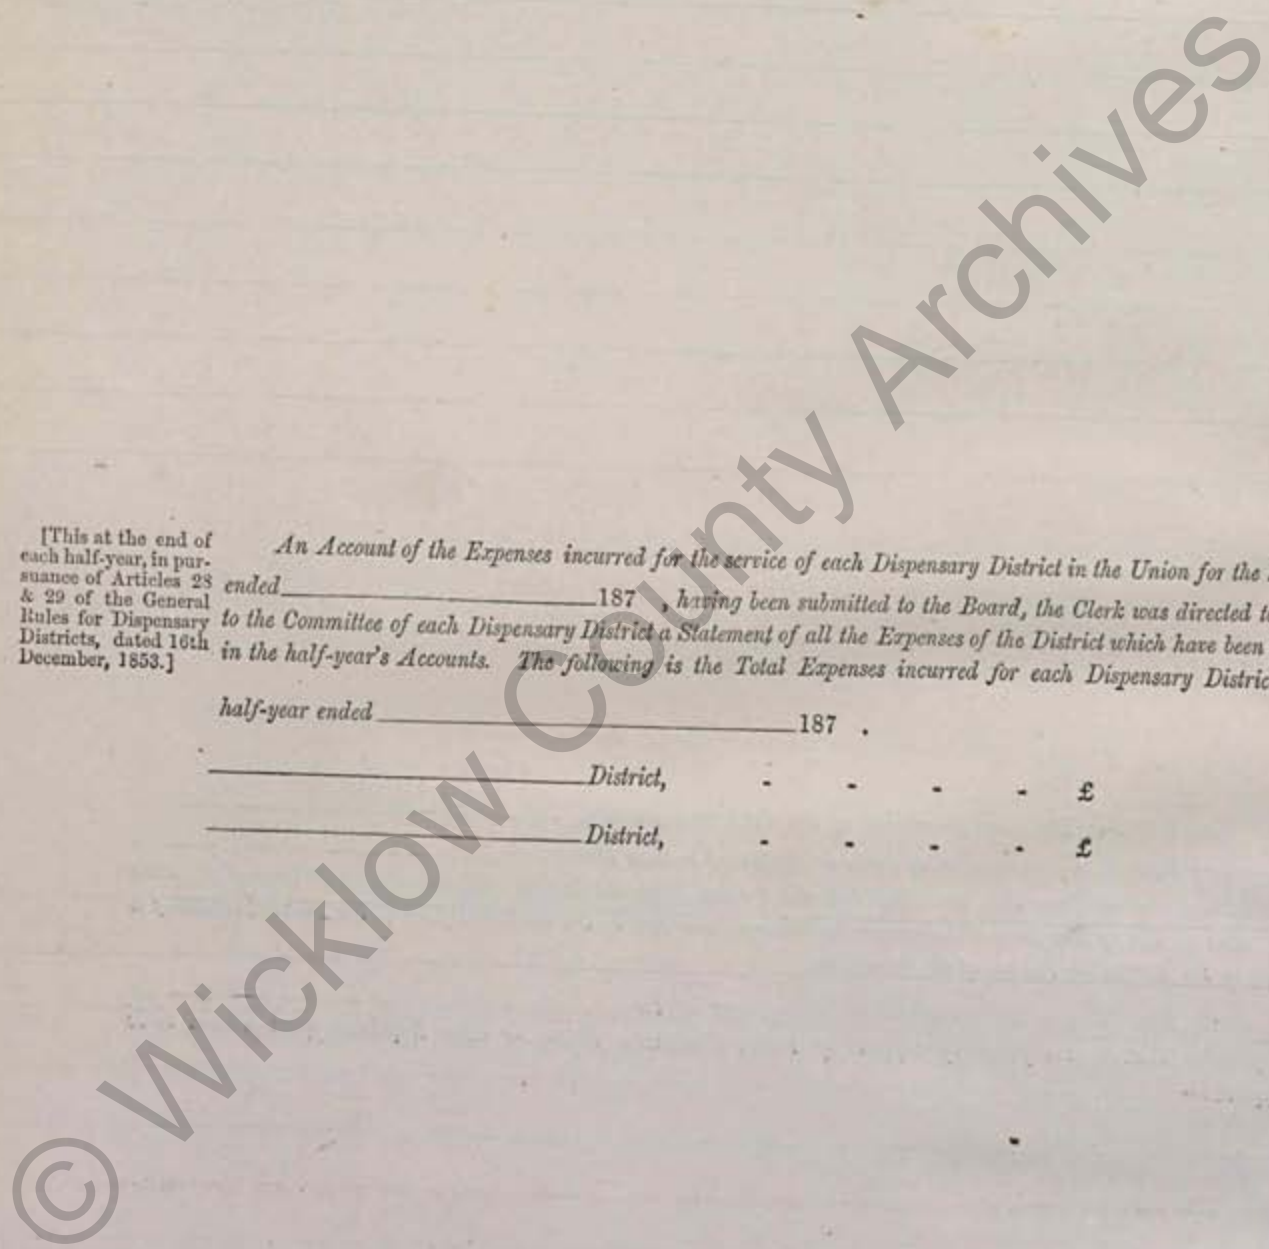 [This at the end of
each half-year, in pur-
suance of Articles 28
& 29 of the General
Rules for Dispensary
Districts, dated 16th
December, 1853.]
An Account of the Expenses incurred for the service of each Dispensary District in the Union for the
ended 187 , having been submitted to the Board, the Clerk was directed to
to the Committee of each Dispensary District a Statement of all the Expenses of the District which have been
in the half-year's Accounts. The following is the Total Expenses incurred for each Dispensary Distric
half-year ended 187 .
District, - - - - £
District, - - - - £
© Wicklow County Archives